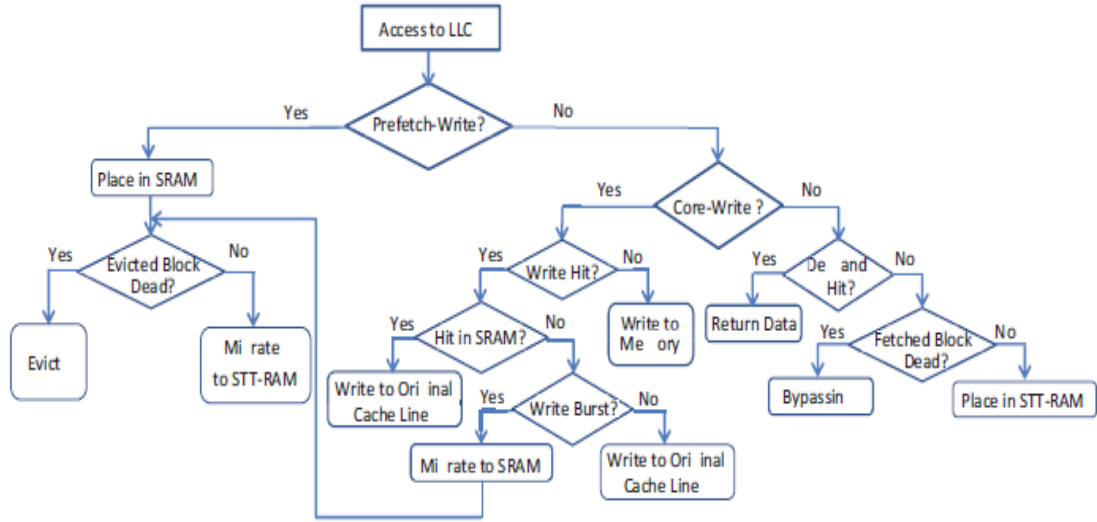 Access to LLC
Yes
Prefetch-Write?
No
Place in SRAM
Yes
Core-Write ?
No
Yes
Evicted Block
Dead?
No
Yes
Write Hit?
No
Yes
De and
Hit?
No
Evict
Mi rate
to STT-RAM
Yes
Hit in SRAM?
No
Write to
Me ory
Return Data
Yes
Fetched Block
Dead?
No
Write to Ori inal
Cache Line
Yes
Write Burst?
No
Bypassin
Place in STT-RAM
Mi rate to SRAM
Write to Ori inal
Cache Line